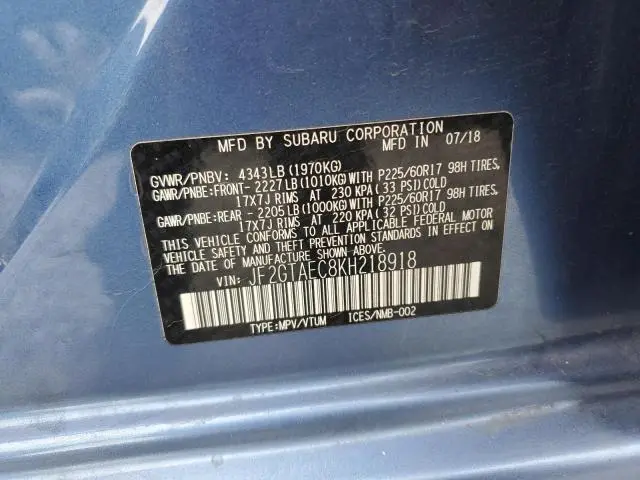 MFD BY SUBARU CORPORATION
MFD IN 07/18
GVWR/PNBV: 4343LB (1970KG)
GAWR/PNBE:FRONT- 2227LB (1010KG)WITH P225/60R17 98H TIRES,
17X7J RIMS AT 230 KPA( 33 PSI)COLD
GAWR/PNBE:REAR - 2205LB (1000KG)WITH P225/60R17 98H TIRES,
17X7J RIMS AT 220 KPA( 32 PSI)COLD
THIS VEHICLE CONFORMS TO ALL APPLICABLE FEDERAL MOTOR
VEHICLE SAFETY AND THEFT PREVENTION STANDARDS IN EFFECT
ON THE DATE OF MANUFACTURE SHOWN ABOVE.
VIN: JF2GTAEC8KH218918
TYPE:MPV/VTUM ICES/NMB-002